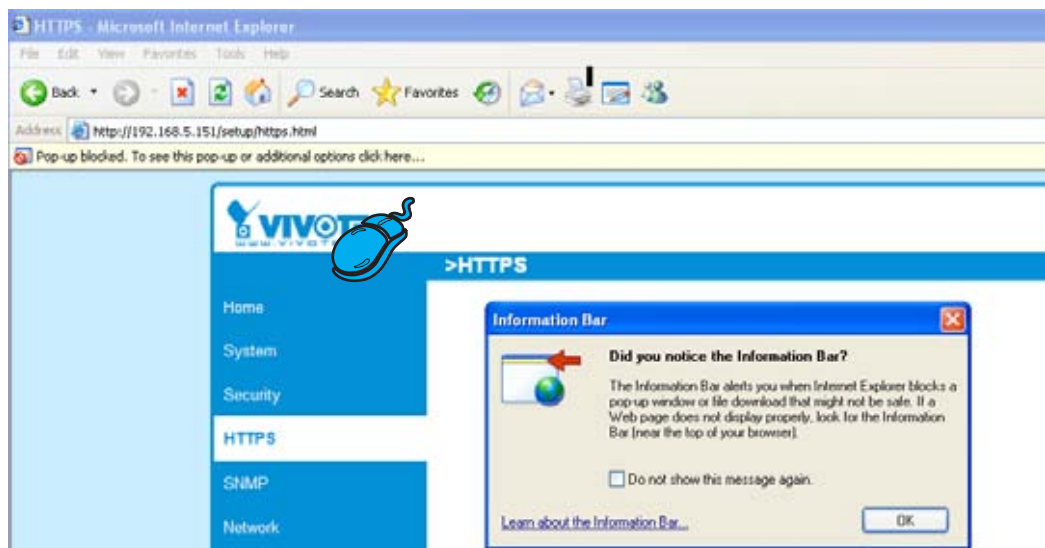 HTTPS - Microsoft Internet Explorer
File Edit View Favorites Tools Help
Back Search Favorites
Address http://192.168.5.151/setup/https.html
Pop-up blocked. To see this pop-up or additional options click here...
>HTTPS
Home
System
Security
HTTPS
SNMP
Network
Information Bar
Did you notice the Information Bar?
The Information Bar alerts you when Internet Explorer blocks a
pop-up window or file download that might not be safe. If a
Web page does not display properly, look for the Information
Bar (near the top of your browser).
Do not show this message again.
Learn about the Information Bar...
OK